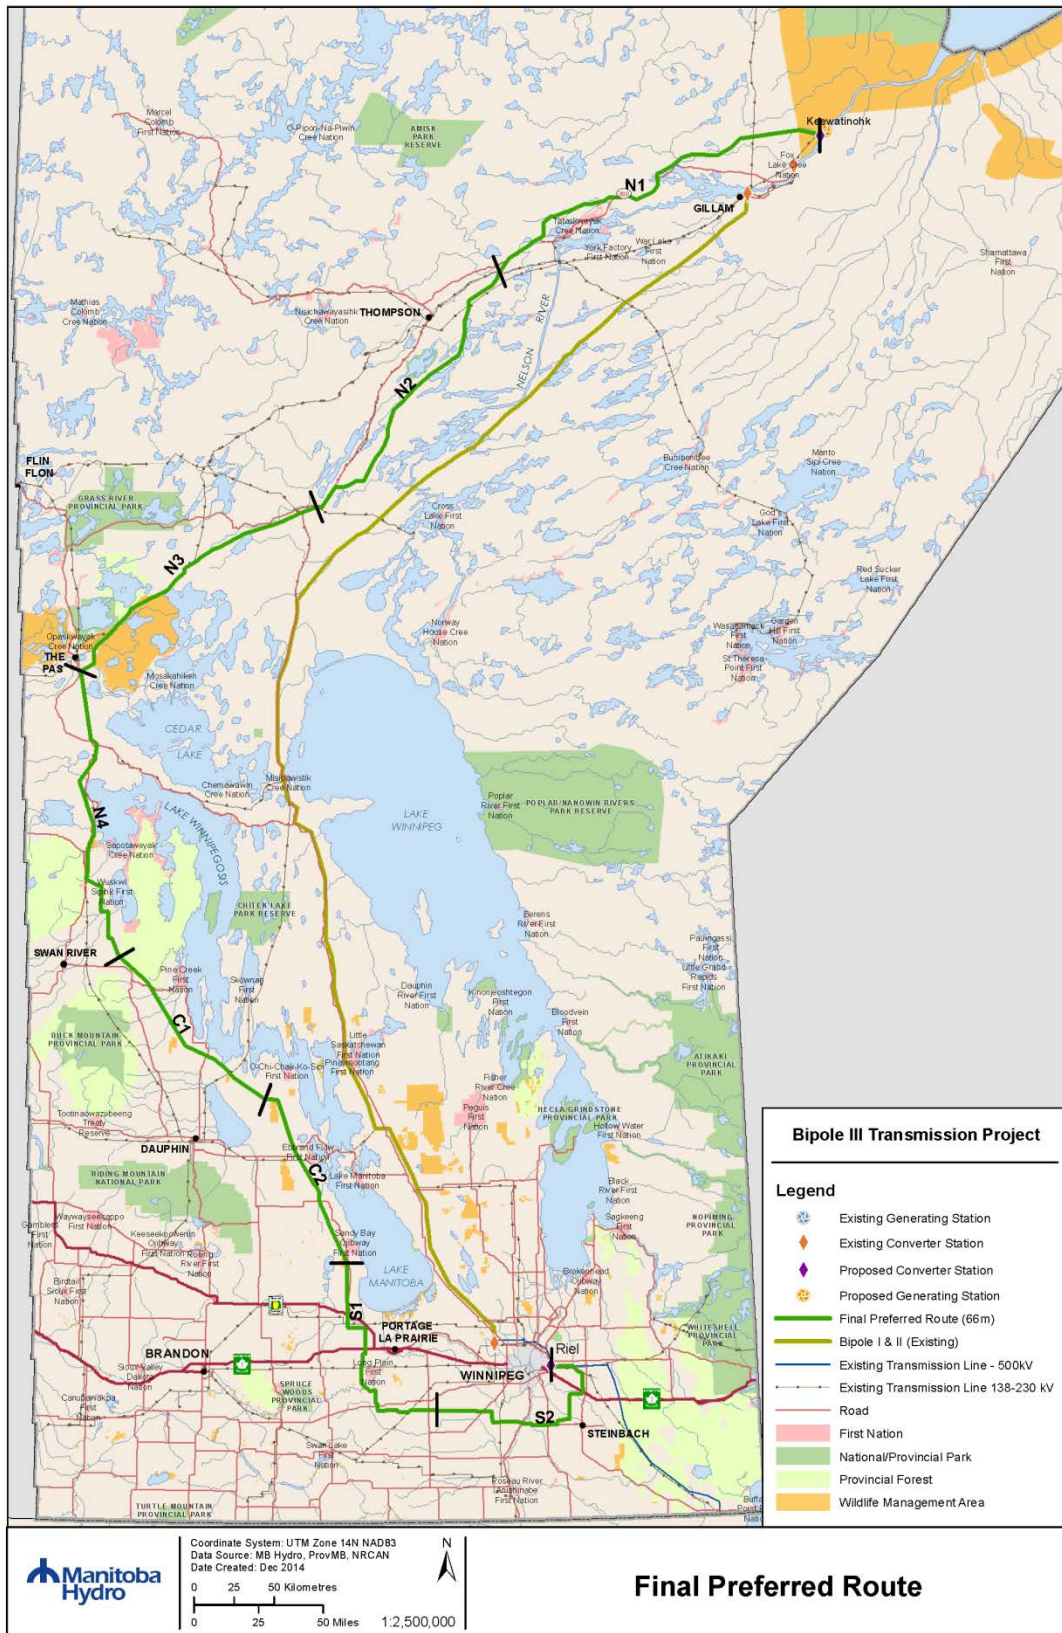 Keewatinohk
Marcel
Colomb
First Nation
O-Pipon-Na-Piwin
Cree Nation
AMISK
PARK
RESERVE
Fox
Lake Cree
Nation
N1
GILLAM
Tataskweyak
Cree Nation
York Factory
First Nation
War Lake
First
Nation
Shamattawa
First
Nation
Mathias
Colomb
Cree Nation
Nisichawayasihk
Cree Nation
THOMPSON
NELSON
RIVER
N2
FLIN
FLON
GRASS RIVER
PROVINCIAL PARK
Bunibonibee
Cree Nation
Manto
Sipi Cree
Nation
Cross
Lake First
Nation
God's
Lake First
Nation
N3
Red Sucker
Lake First
Nation
Norway
House Cree
Nation
Wasagamack
First
Nation
Garden
Hill First
Nation
St. Theresa
Point First
Nation
Opaskwayak
Cree Nation
THE
PAS
Mosakahiken
Cree Nation
CEDAR
LAKE
Chemawawin
Cree Nation
Misipawistik
Cree Nation
N4
LAKE WINNIPEGOSIS
LAKE
WINNIPEG
Poplar
River First
Nation
POPLAR/NANOWIN RIVERS
PARK RESERVE
Sapotaweyak
Cree Nation
Wuskwi
Sipihk First
Nation
CHITEK LAKE
PARK RESERVE
Berens
River First
Nation
SWAN RIVER
Pine Creek
First
Nation
Skownan
First
Nation
Pauingassi
First
Nation
Little Grand
Rapids
First Nation
Dauphin
River First
Nation
Kinonjeoshtegon
First Nation
Bloodvein
First
Nation
C1
DUCK MOUNTAIN
PROVINCIAL PARK
Little
Saskatchewan
First Nation
Pinaymootang
First Nation
O-Chi-Chak-Ko-Sipi
First Nation
ATIKAKI
PROVINCIAL
PARK
Fisher
River Cree
Nation
Peguis
First
Nation
HECLA/GRINDSTONE
PROVINCIAL PARK
Hollow Water
First Nation
Tootinaowaziibeeng
Treaty
Reserve
DAUPHIN
Ebb and Flow
First Nation
C2
Lake Manitoba
First Nation
RIDING MOUNTAIN
NATIONAL PARK
Black
River First
Nation
Sagkeeng
First
Nation
NOPIMING
PROVINCIAL
PARK
Gamblers
First
Nation
Waywayseecappo
First Nation
Keeseekoowenin
Ojibway
First Nation
Rolling
River First
Nation
Sandy Bay
Ojibway
First Nation
LAKE
MANITOBA
Brokenhead
Ojibway
Nation
Birdtail
Sioux First
Nation
S1
PORTAGE
LA PRAIRIE
WHITESHELL
PROVINCIAL
PARK
BRANDON
Long Plain
First
Nation
Riel
WINNIPEG
Sioux Valley
Dakota
Nation
Canupawakpa
First
Nation
SPRUCE
WOODS
PROVINCIAL
PARK
S2
STEINBACH
Swan Lake
First
Nation
Roseau River
Anishinabe
First Nation
TURTLE MOUNTAIN
PROVINCIAL
PARK
Buffa
Point F
Natio
Bipole III Transmission Project
Legend
Existing Generating Station
Existing Converter Station
Proposed Converter Station
Proposed Generating Station
Final Preferred Route (66m)
Bipole I & II (Existing)
Existing Transmission Line - 500kV
Existing Transmission Line 138-230 kV
Road
First Nation
National/Provincial Park
Provincial Forest
Wildlife Management Area
Manitoba
Hydro
Coordinate System: UTM Zone 14N NAD83
Data Source: MB Hydro, ProvMB, NRCAN
Date Created: Dec 2014
0 25 50 Kilometres
0 25 50 Miles
1:2,500,000
N
Final Preferred Route